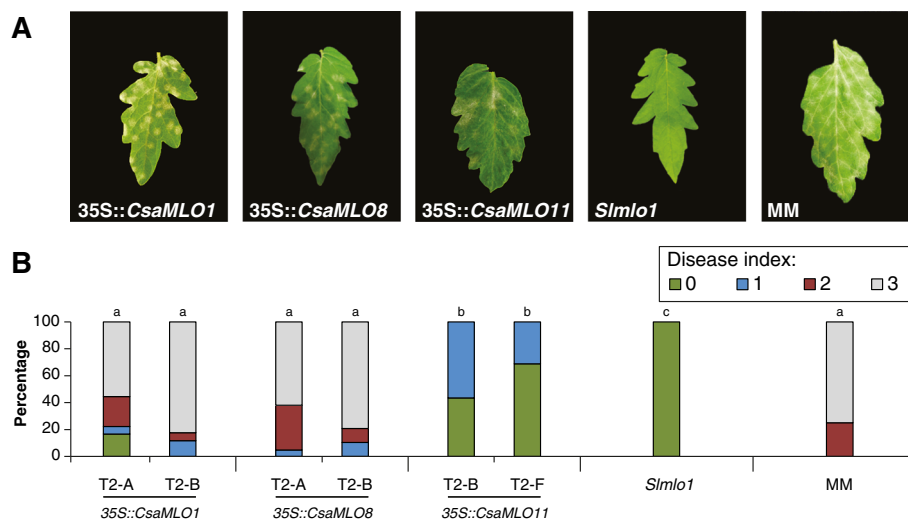 A
35S::CsaMLO1 35S::CsaMLO8 35S::CsaMLO11 Slmlo1 MM
B
Disease index:
0 1 2 3
a a a a b b c a
100
80
60
40
20
0
Percentage
T2-A T2-B T2-A T2-B T2-B T2-F Slmlo1 MM
35S::CsaMLO1 35S::CsaMLO8 35S::CsaMLO11